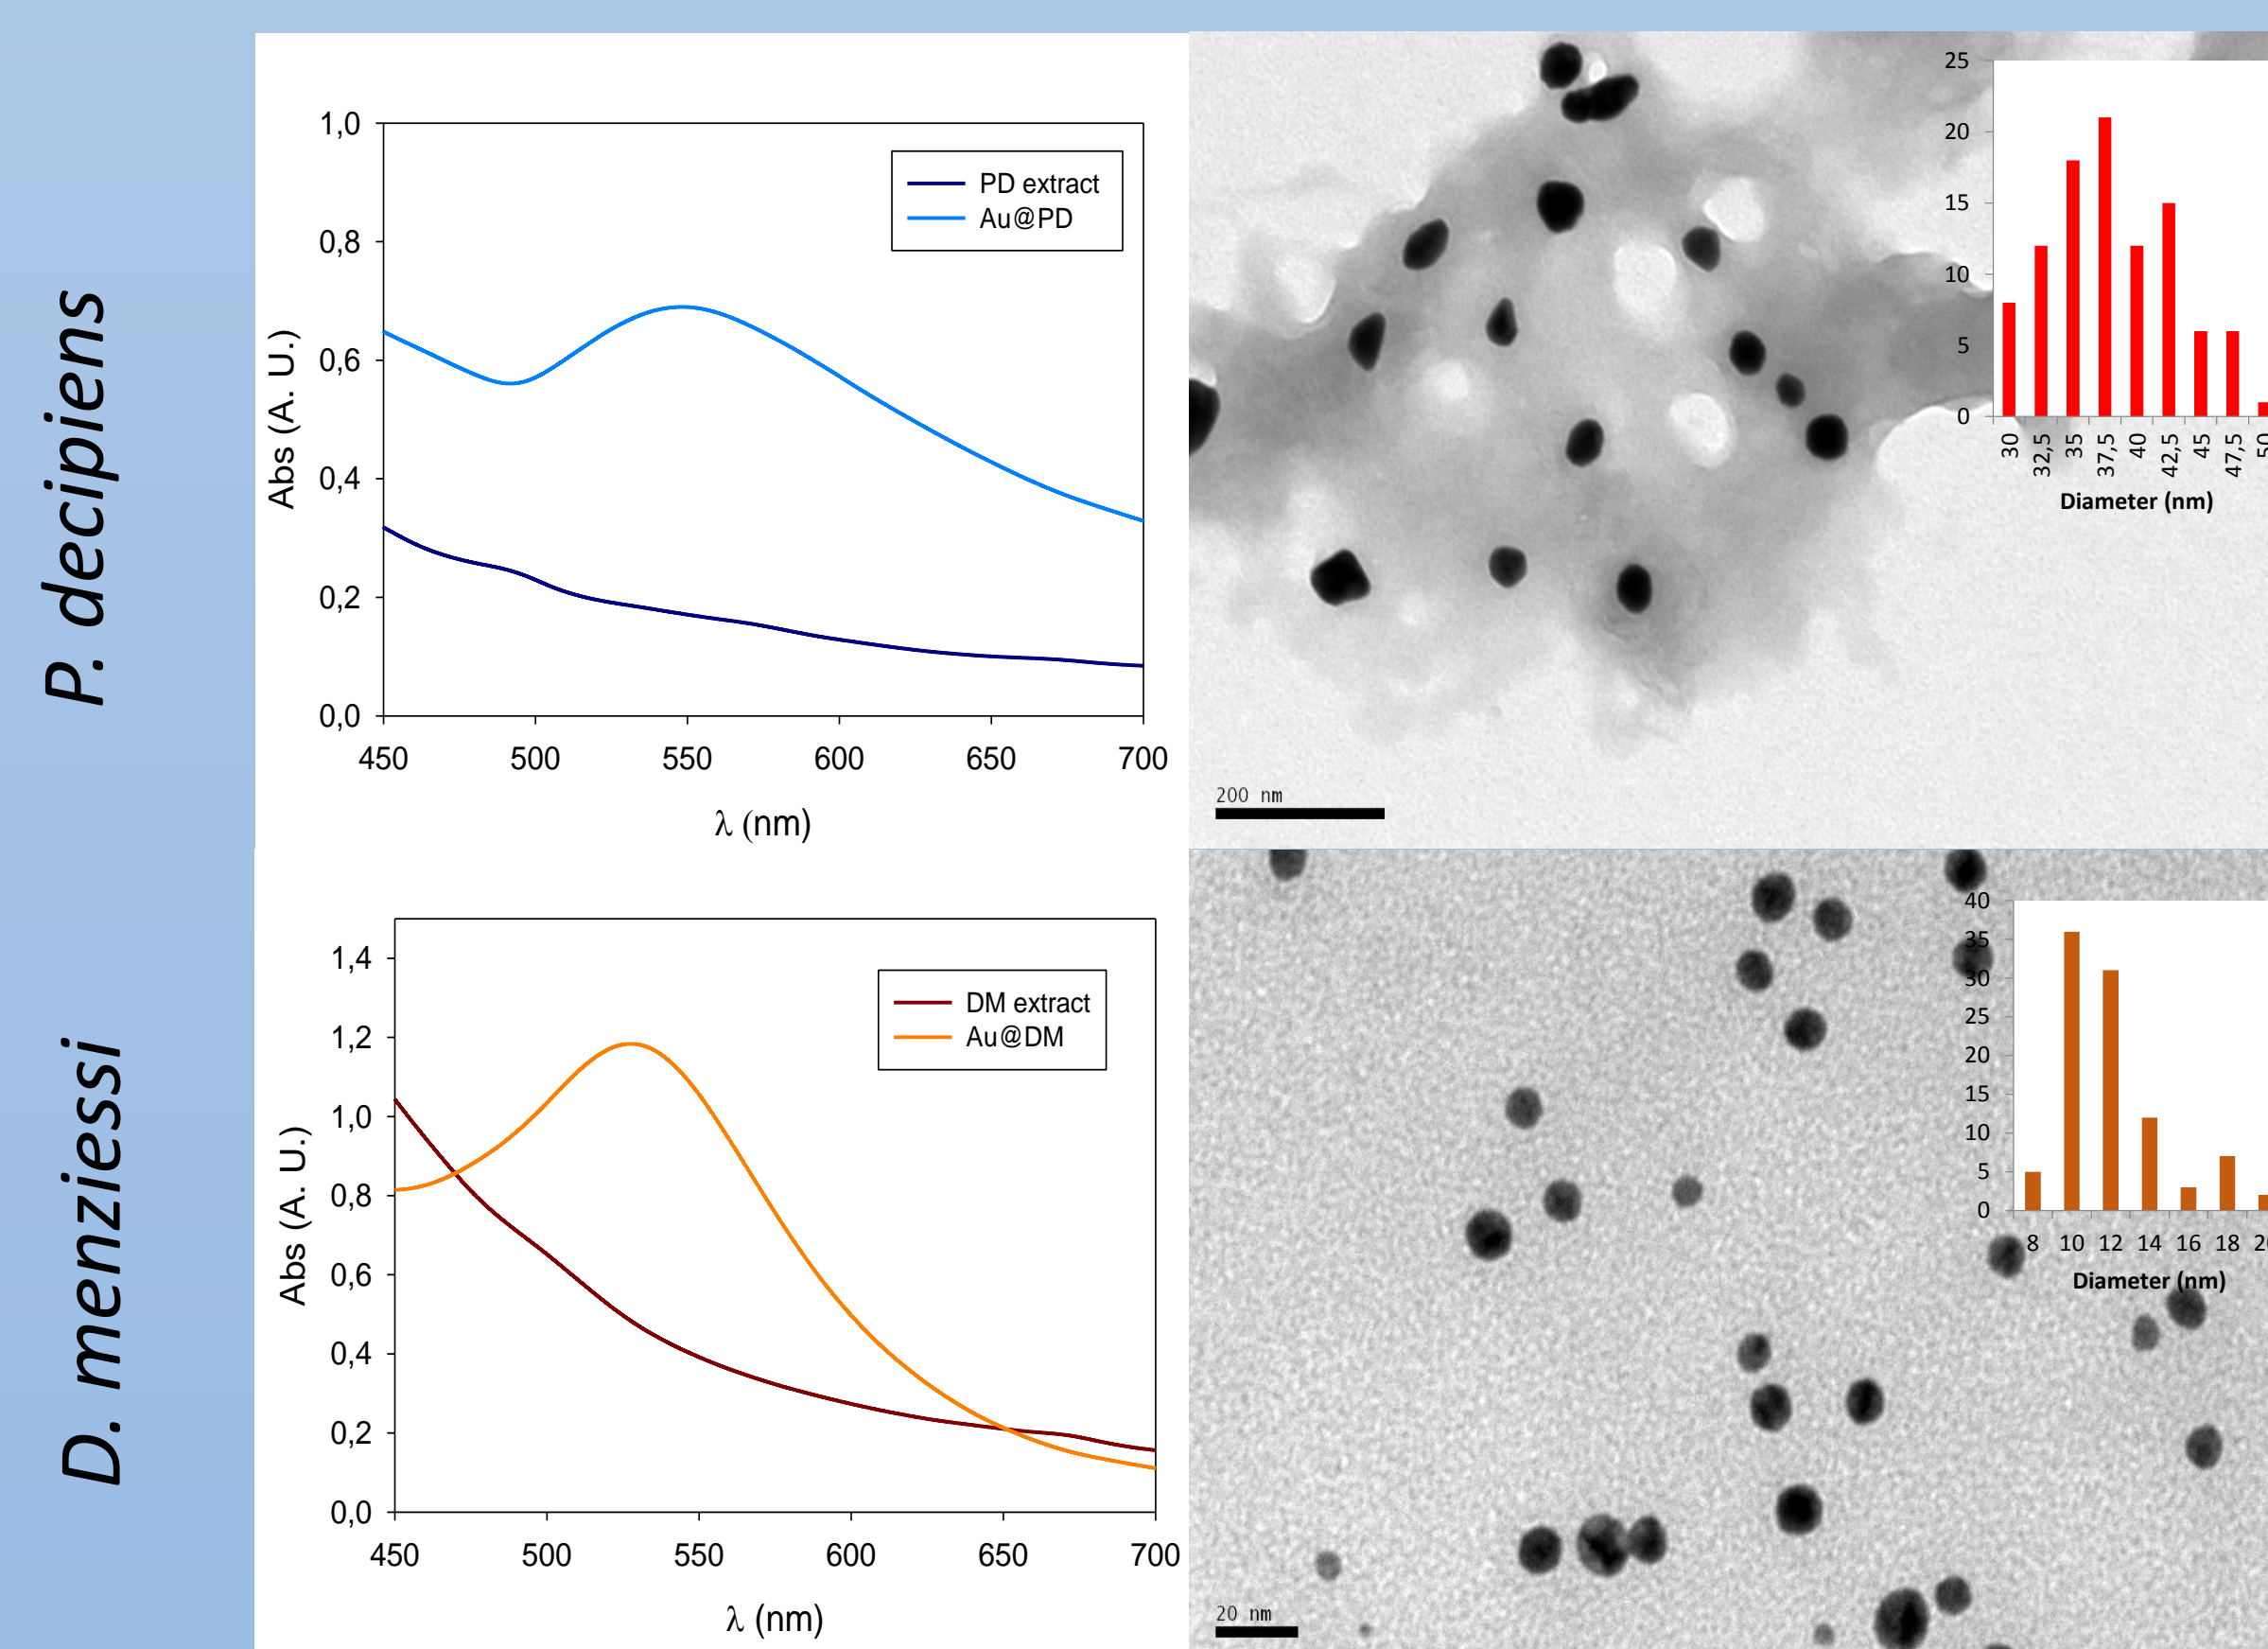 P. decipiens
1,0
0,8
0,6
0,4
0,2
0,0
Abs (A. U.)
PD extract
Au@PD
450 500 550 600 650 700
λ (nm)
200 nm
25
20
15
10
5
0
30 32,5 35 37,5 40 42,5 45 47,5 50
Diameter (nm)
D. menziessi
1,4
1,2
1,0
0,8
0,6
0,4
0,2
0,0
Abs (A. U.)
DM extract
Au@DM
450 500 550 600 650 700
λ (nm)
20 nm
40
35
30
25
20
15
10
5
0
8 10 12 14 16 18
Diameter (nm)